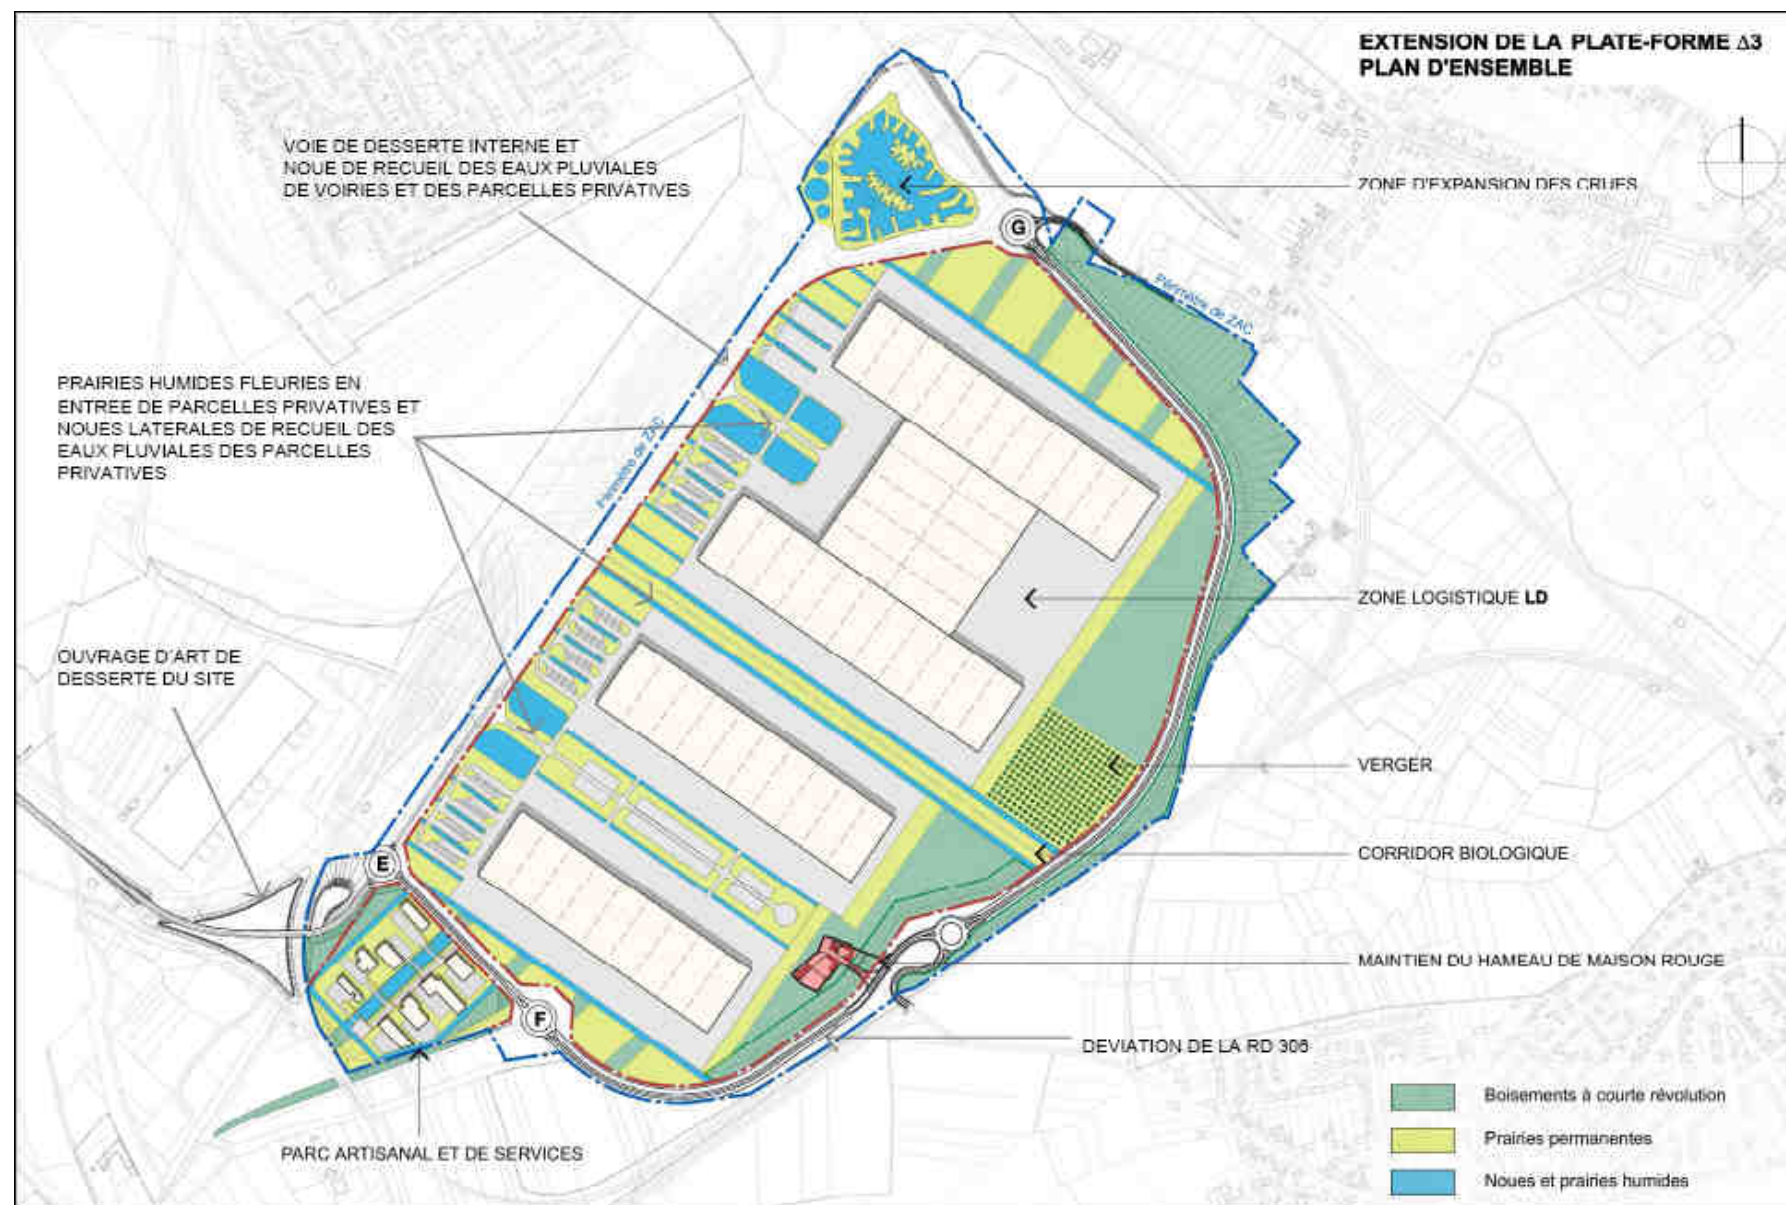 EXTENSION DE LA PLATE-FORME Δ3
PLAN D'ENSEMBLE
VOIE DE DESSERTE INTERNE ET
NOUE DE RECUEIL DES EAUX PLUVIALES
DE VOIRIES ET DES PARCELLES PRIVATIVES
ZONE D'EXPANSION DES CRUES
G
Périmètre de ZAC
PRAIRIES HUMIDES FLEURIES EN
ENTREE DE PARCELLES PRIVATIVES ET
NOUES LATERALES DE RECUEIL DES
EAUX PLUVIALES DES PARCELLES
PRIVATIVES
Périmètre de ZAC
ZONE LOGISTIQUE LD
OUVRAGE D'ART DE
DESSERTE DU SITE
VERGER
E
CORRIDOR BIOLOGIQUE
MAINTIEN DU HAMEAU DE MAISON ROUGE
F
DEVIATION DE LA RD 306
PARC ARTISANAL ET DE SERVICES
Boisements à courte révolution
Prairies permanentes
Noues et prairies humides